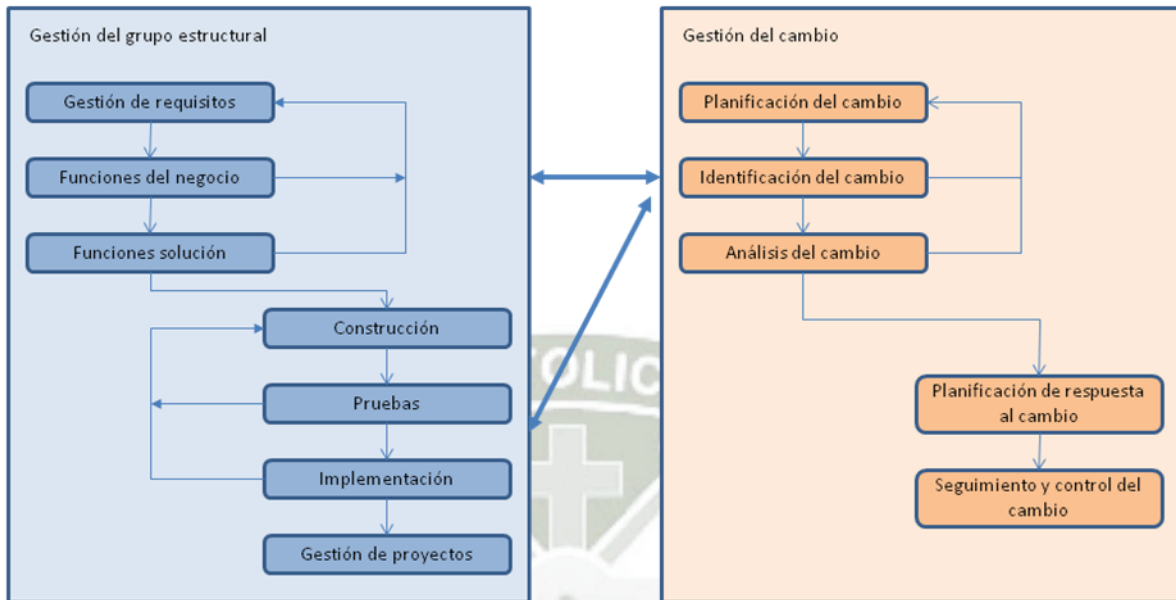 Gestión del grupo estructural
Gestión de requisitos
Funciones del negocio
Funciones solución
Construcción
Pruebas
Implementación
Gestión de proyectos
Gestión del cambio
Planificación del cambio
Identificación del cambio
Análisis del cambio
Planificación de respuesta
al cambio
Seguimiento y control del
cambio